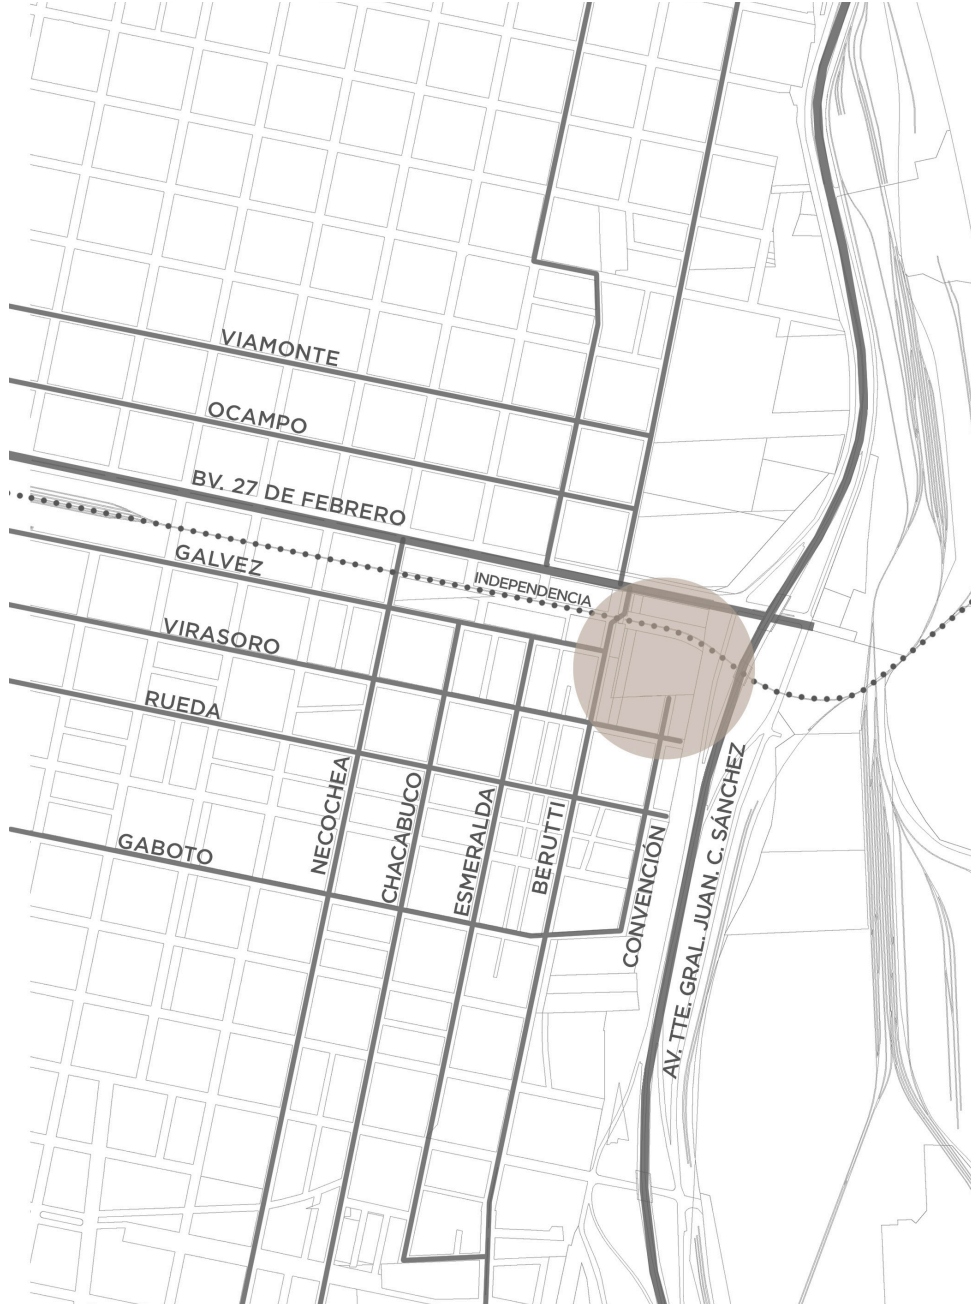 VIAMONTE
OCAMPO
BV. 27 DE FEBRERO
GALVEZ
INDEPENDENCIA
VIRASORO
RUEDA
GABOTO
NECOCHEA
CHACABUCO
ESMERALDA
BERUTTI
CONVENCIÓN
AV. TTE. GRAL. JUAN. C. SÁNCHEZ